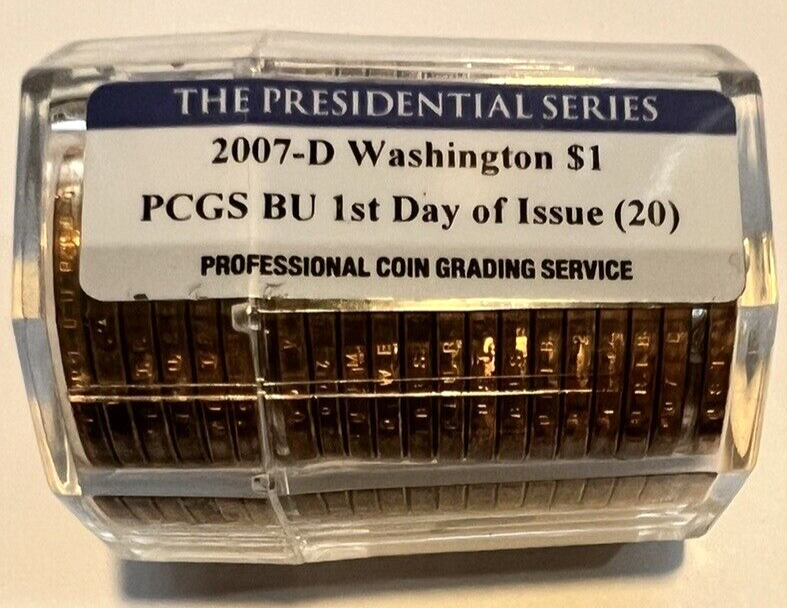 THE PRESIDENTIAL SERIES
2007-D Washington $1
PCGS BU 1st Day of Issue (20)
PROFESSIONAL COIN GRADING SERVICE